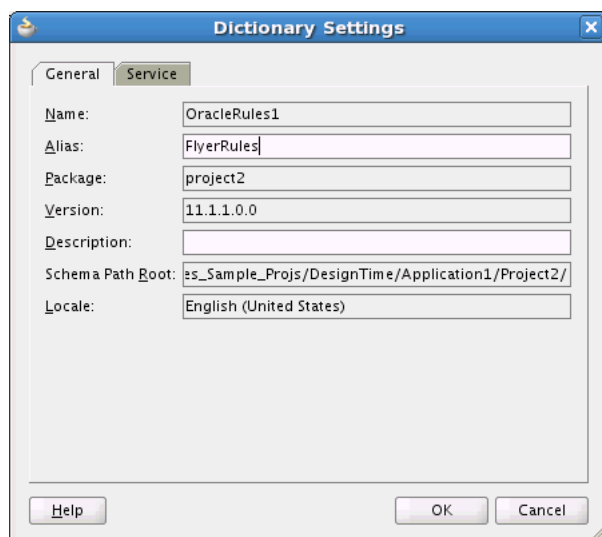 Dictionary Settings
General Service
Name: OracleRules1
Alias: FlyerRules
Package: project2
Version: 11.1.1.0.0
Description:
Schema Path Root: es_Sample_Projs/DesignTime/Application1/Project2/
Locale: English (United States)
Help OK Cancel